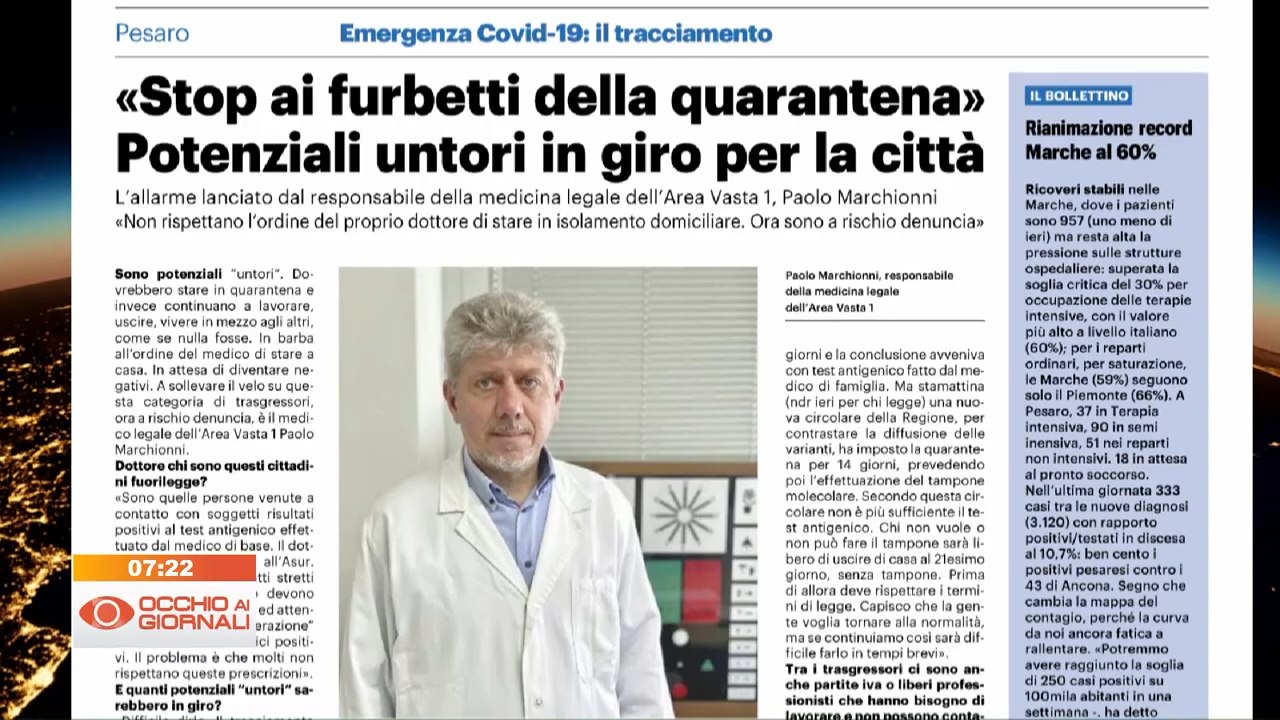 Pesaro
Emergenza Covid-19: il tracciamento
«Stop ai furbetti della quarantena»
Potenziali untori in giro per la città
L'allarme lanciato dal responsabile della medicina legale dell'Area Vasta 1, Paolo Marchionni
«Non rispettano l'ordine del proprio dottore di stare in isolamento domiciliare. Ora sono a rischio denuncia»
Sono potenziali “untori”. Do-
vrebbero stare in quarantena e
invece continuano a lavorare,
uscire, vivere in mezzo agli altri,
come se nulla fosse. In barba
all'ordine del medico di stare a
casa. In attesa di diventare ne-
gativi. A sollevare il velo su que-
sta categoria di trasgressori,
ora a rischio denuncia, è il medi-
co legale dell'Area Vasta 1 Paolo
Marchionni.
Dottore chi sono questi cittadi-
ni fuorilegge?
«Sono quelle persone venute a
contatto con soggetti risultati
positivi al test antigenico effet-
tuato dal medico di base. Il dot-
all'Asur.
tti stretti
devono
ed atten-
erazione”
ici positi-
vi. Il problema è che molti non
rispettano queste prescrizioni».
E quanti potenziali “untori” sa-
rebbero in giro?
07:22
OCCHIO AI
GIORNALI
Paolo Marchionni, responsabile
della medicina legale
dell'Area Vasta 1
giorni e la conclusione avveniva
con test antigenico fatto dal me-
dico di famiglia. Ma stamattina
(ndr ieri per chi legge) una nuo-
va circolare della Regione, per
contrastare la diffusione delle
varianti, ha imposto la quarante-
na per 14 giorni, prevedendo
poi l'effettuazione del tampone
molecolare. Secondo questa cir-
colare non è più sufficiente il te-
st antigenico. Chi non vuole o
non può fare il tampone sarà li-
bero di uscire di casa al 21esimo
giorno, senza tampone. Prima
di allora deve rispettare i termi-
ni di legge. Capisco che la gen-
te voglia tornare alla normalità,
ma se continuiamo così sarà dif-
ficile farlo in tempi brevi».
Tra i trasgressori ci sono an-
che partite iva o liberi profes-
sionisti che hanno bisogno di
lavorare e non possono conta-
IL BOLLETTINO
Rianimazione record
Marche al 60%
Ricoveri stabili nelle
Marche, dove i pazienti
sono 957 (uno meno di
ieri) ma resta alta la
pressione sulle strutture
ospedaliere: superata la
soglia critica del 30% per
occupazione delle terapie
intensive, con il valore
più alto a livello italiano
(60%); per i reparti
ordinari, per saturazione,
le Marche (59%) seguono
solo il Piemonte (66%). A
Pesaro, 37 in Terapia
intensiva, 90 in semi
inensiva, 51 nei reparti
non intensivi. 18 in attesa
al pronto soccorso.
Nell'ultima giornata 333
casi tra le nuove diagnosi
(3.120) con rapporto
positivi/testati in discesa
al 10,7%: ben cento i
positivi pesaresi contro i
43 di Ancona. Segno che
cambia la mappa del
contagio, perché la curva
da noi ancora fatica a
rallentare. «Potremmo
avere raggiunto la soglia
di 250 casi positivi su
100mila abitanti in una
settimana -. ha detto